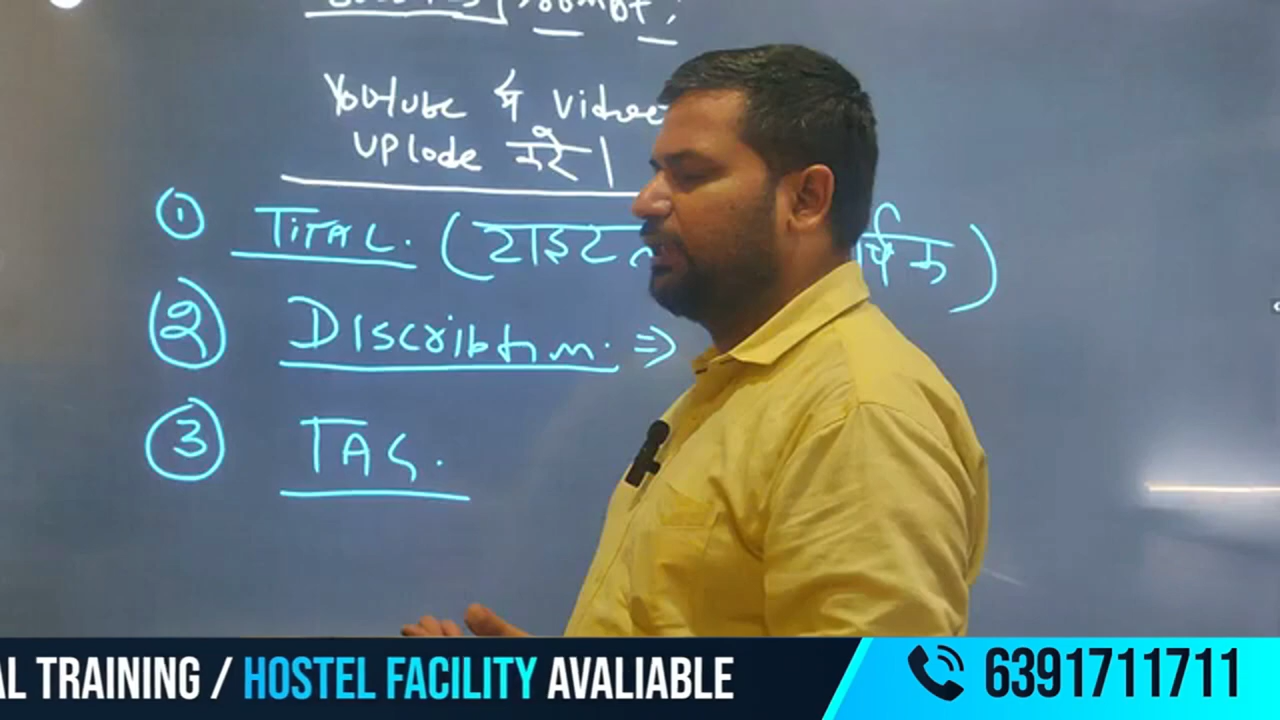 YouTube में Video
Uplode करे।
① TiTAL. (टाइट र्षिक)
② Discribtion. ⇒
③ TAG.
AL TRAINING / HOSTEL FACILITY AVALIABLE
6391711711